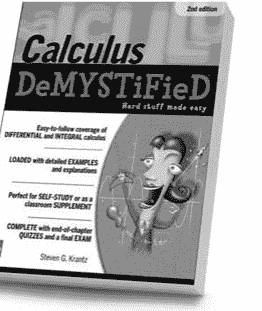 2nd edition
Calculus
DeMYSTiFieD
Hard stuff made easy
Easy-to-follow coverage of
DIFFERENTIAL and INTEGRAL calculus
LOADED with detailed EXAMPLES
and explanations
Perfect for SELF-STUDY or as a
classroom SUPPLEMENT
COMPLETE with end-of-chapter
QUIZZES and a final EXAM
Steven G. Krantz